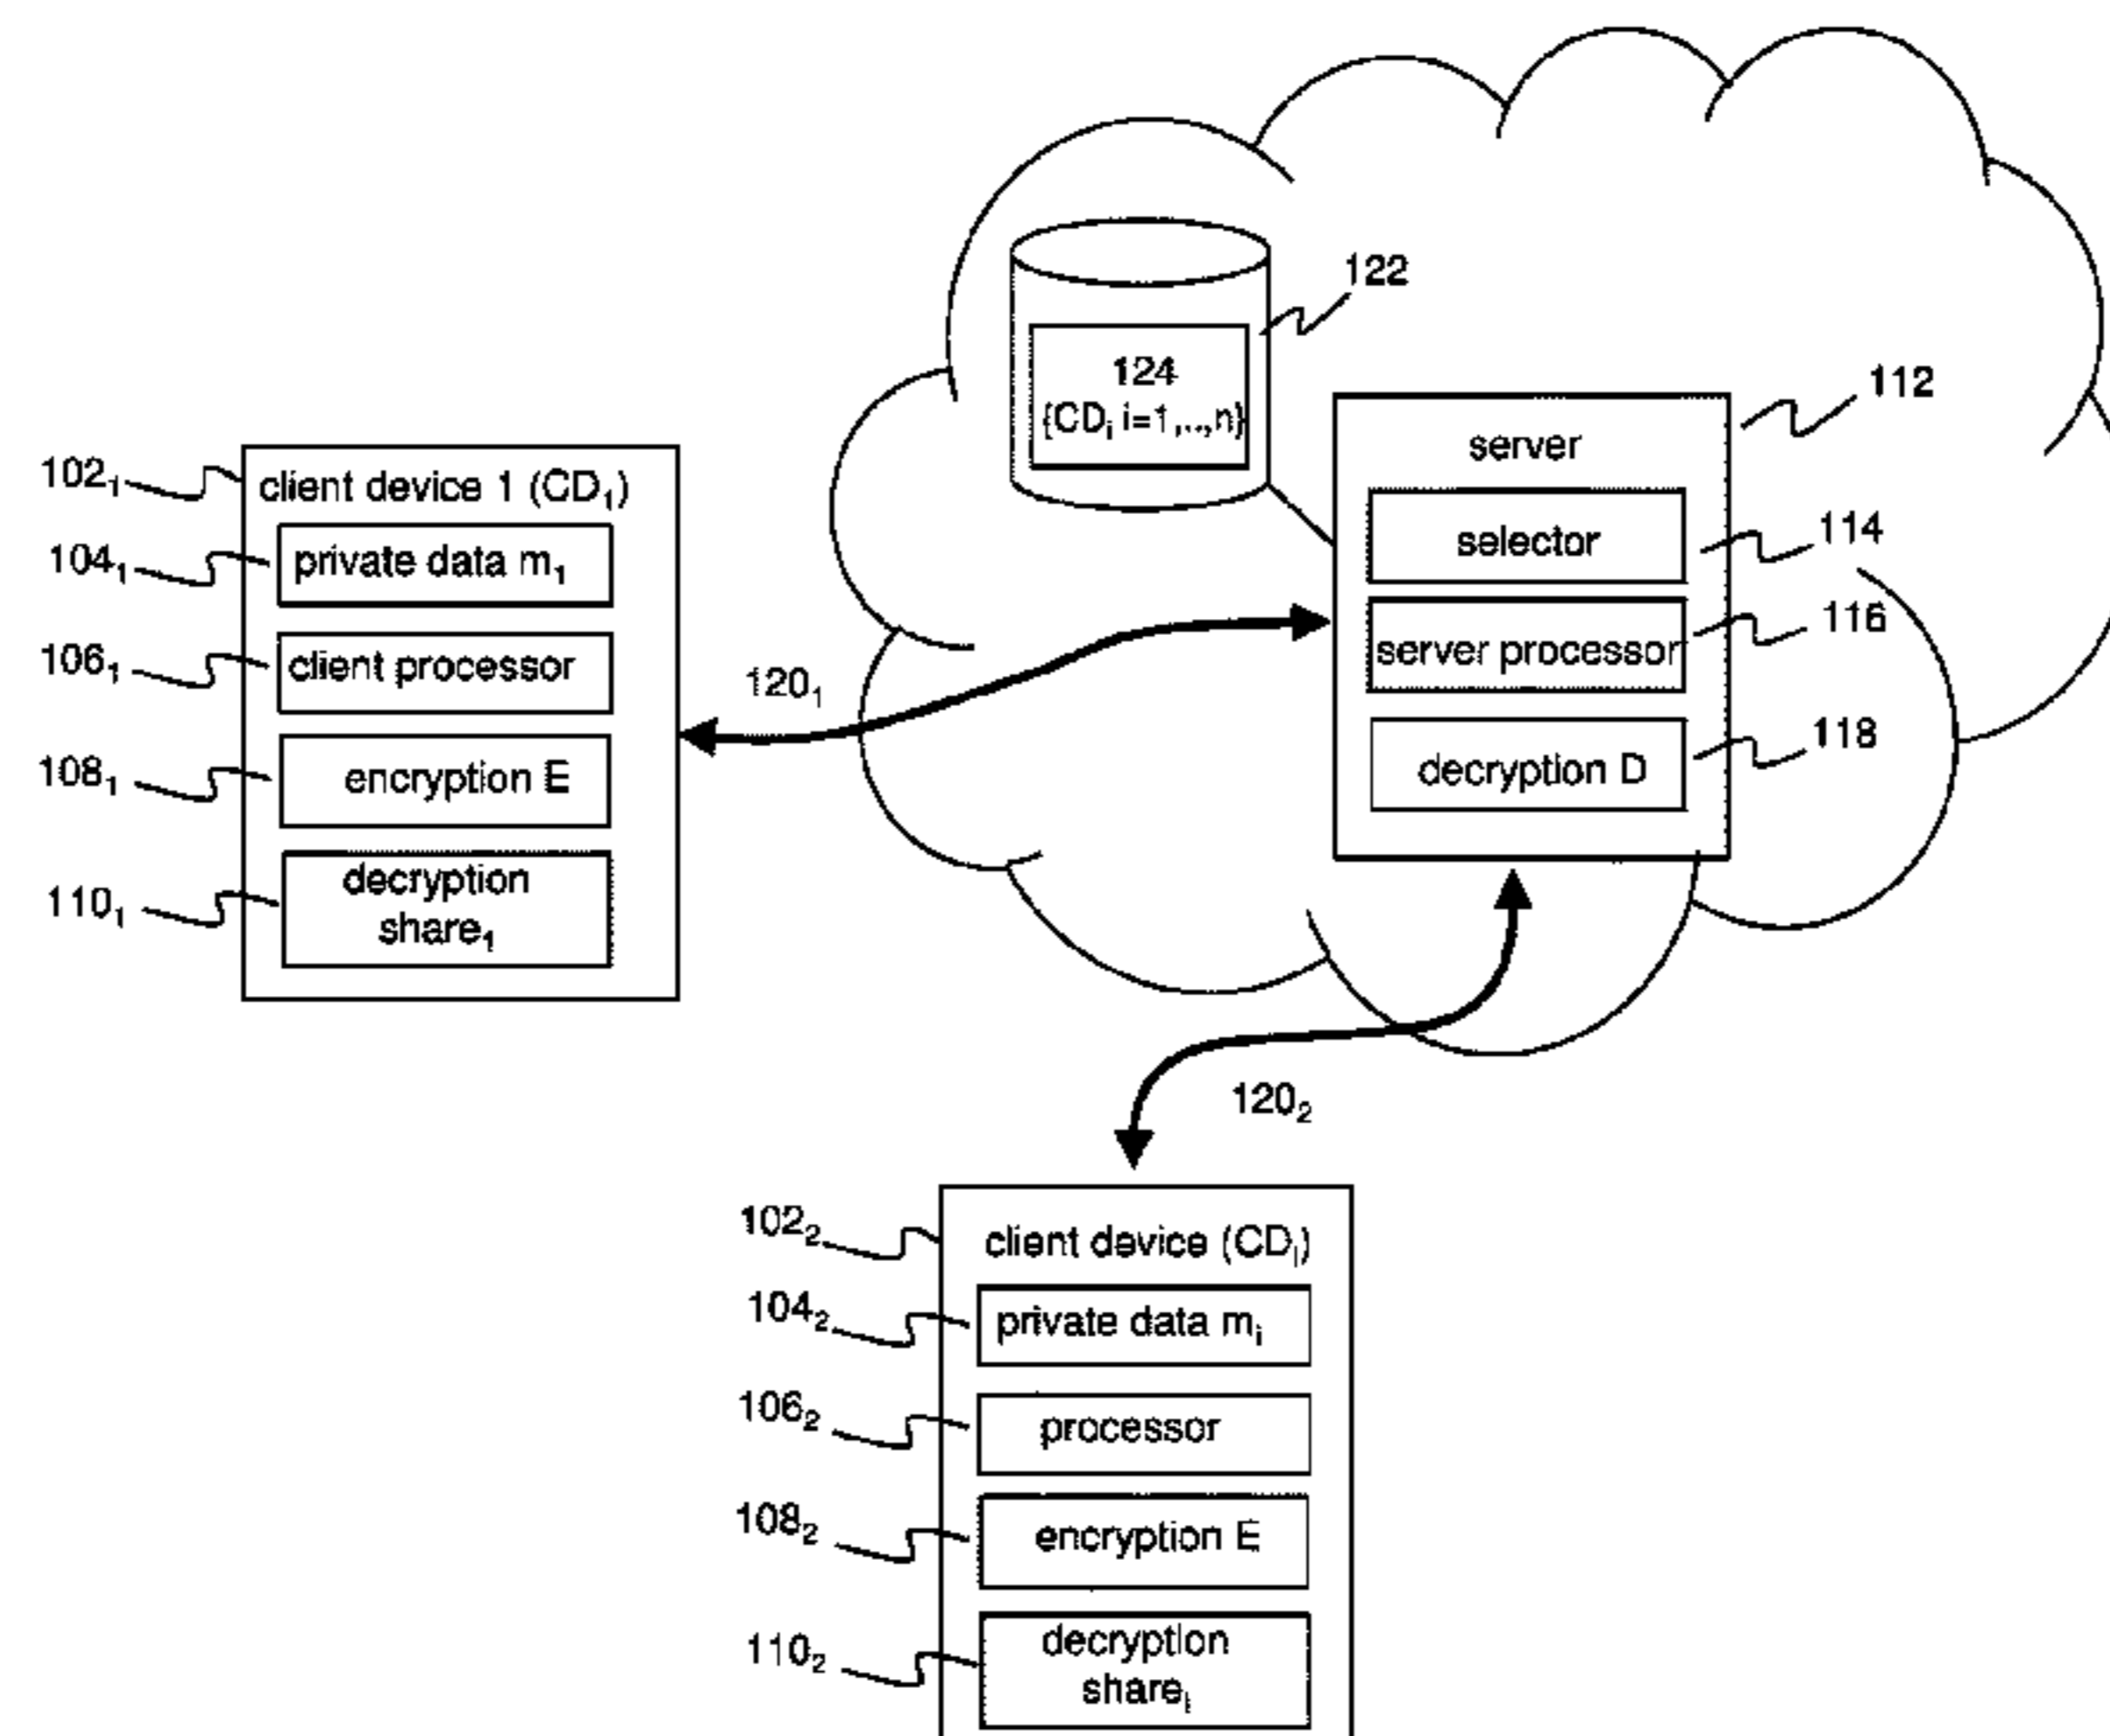 122
124
{CDᵢ i=1,..,n}
112
server
selector
114
server processor
116
decryption D
118
102₁
client device 1 (CD₁)
104₁
private data m₁
106₁
client processor
108₁
encryption E
110₁
decryption
share₁
120₁
120₂
102₂
client device (CDᵢ)
104₂
private data mᵢ
106₂
processor
108₂
encryption E
110₂
decryption
shareᵢ